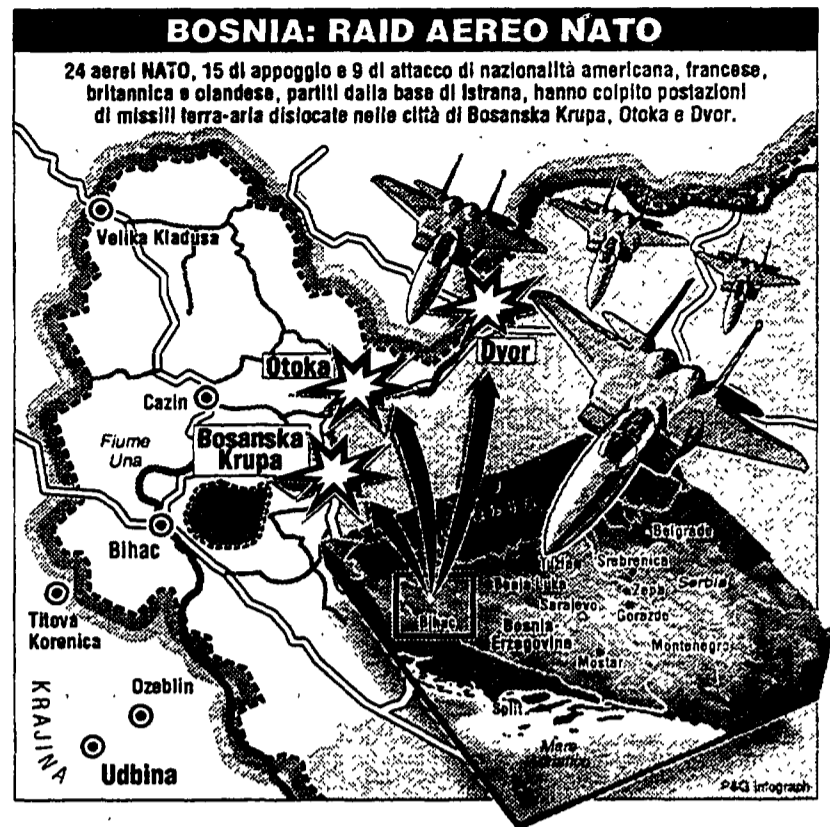 BOSNIA: RAID AEREO NATO
24 aerei NATO, 15 di appoggio e 9 di attacco di nazionalità americana, francese,
britannica e olandese, partiti dalla base di Istrana, hanno colpito postazioni
di missili terra-aria dislocate nelle città di Bosanska Krupa, Otoka e Dvor.
Velika Kladusa
Otoka
Dvor
Cazin
Fiume
Una
Bosanska
Krupa
Bihac
Titova
Korenica
Ozeblin
KRAJINA
Udbina
Belgrado
Tuzla
Srebrenica
Banja Luka
Zepa
Serbia
Sarajevo
Gorazde
Bihac
Bosnia
Erzegovina
Montenegro
Mostar
Split
Mare
P&G Infograph